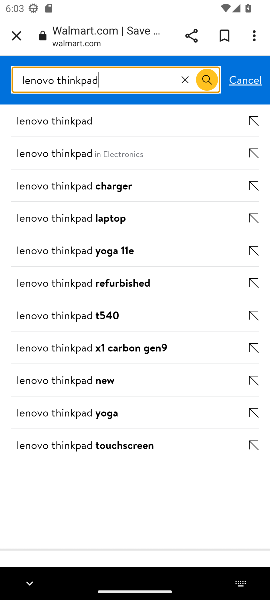 6:03
Walmart.com | Save ...
walmart.com
lenovo thinkpad
Cancel
lenovo thinkpad
lenovo thinkpad in Electronics
lenovo thinkpad charger
lenovo thinkpad laptop
lenovo thinkpad yoga 11e
lenovo thinkpad refurbished
lenovo thinkpad t540
lenovo thinkpad x1 carbon gen9
lenovo thinkpad new
lenovo thinkpad yoga
lenovo thinkpad touchscreen